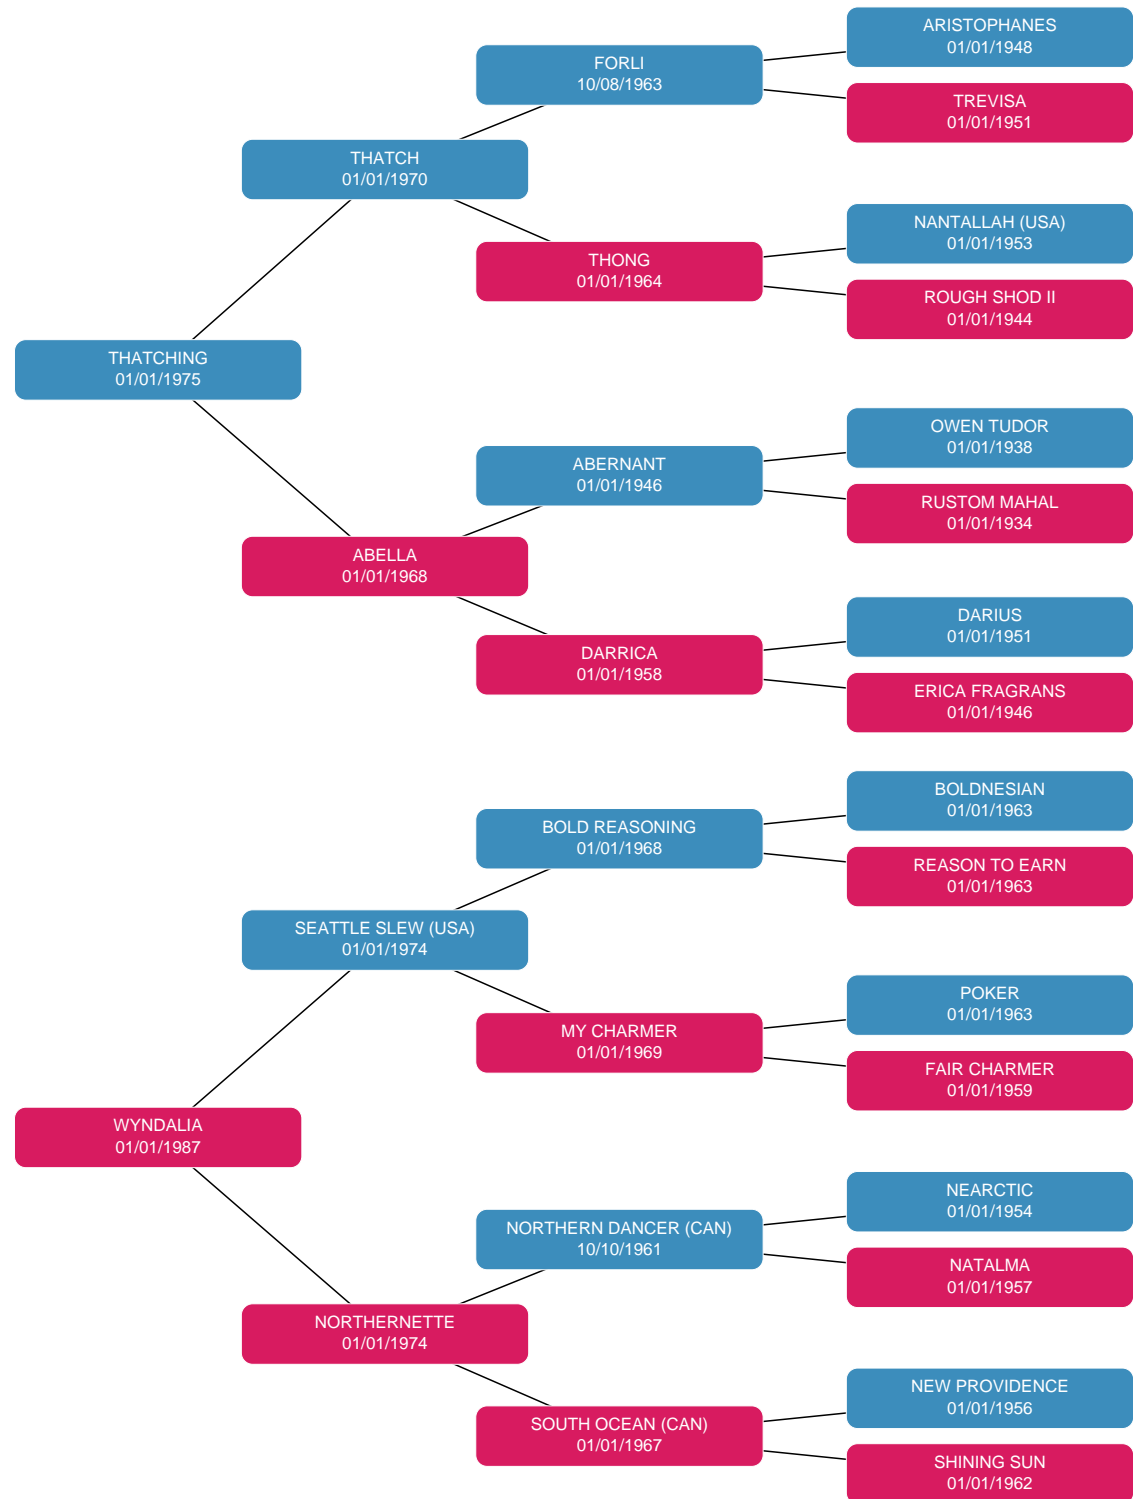 ARISTOPHANES
01/01/1948
FORLI
10/08/1963
TREVISA
01/01/1951
THATCH
01/01/1970
NANTALLAH (USA)
01/01/1953
THONG
01/01/1964
ROUGH SHOD II
01/01/1944
THATCHING
01/01/1975
OWEN TUDOR
01/01/1938
ABERNANT
01/01/1946
RUSTOM MAHAL
01/01/1934
ABELLA
01/01/1968
DARIUS
01/01/1951
DARRICA
01/01/1958
ERICA FRAGRANS
01/01/1946
BOLDNESIAN
01/01/1963
BOLD REASONING
01/01/1968
REASON TO EARN
01/01/1963
SEATTLE SLEW (USA)
01/01/1974
POKER
01/01/1963
MY CHARMER
01/01/1969
FAIR CHARMER
01/01/1959
WYNDALIA
01/01/1987
NEARCTIC
01/01/1954
NORTHERN DANCER (CAN)
10/10/1961
NATALMA
01/01/1957
NORTHERNETTE
01/01/1974
NEW PROVIDENCE
01/01/1956
SOUTH OCEAN (CAN)
01/01/1967
SHINING SUN
01/01/1962